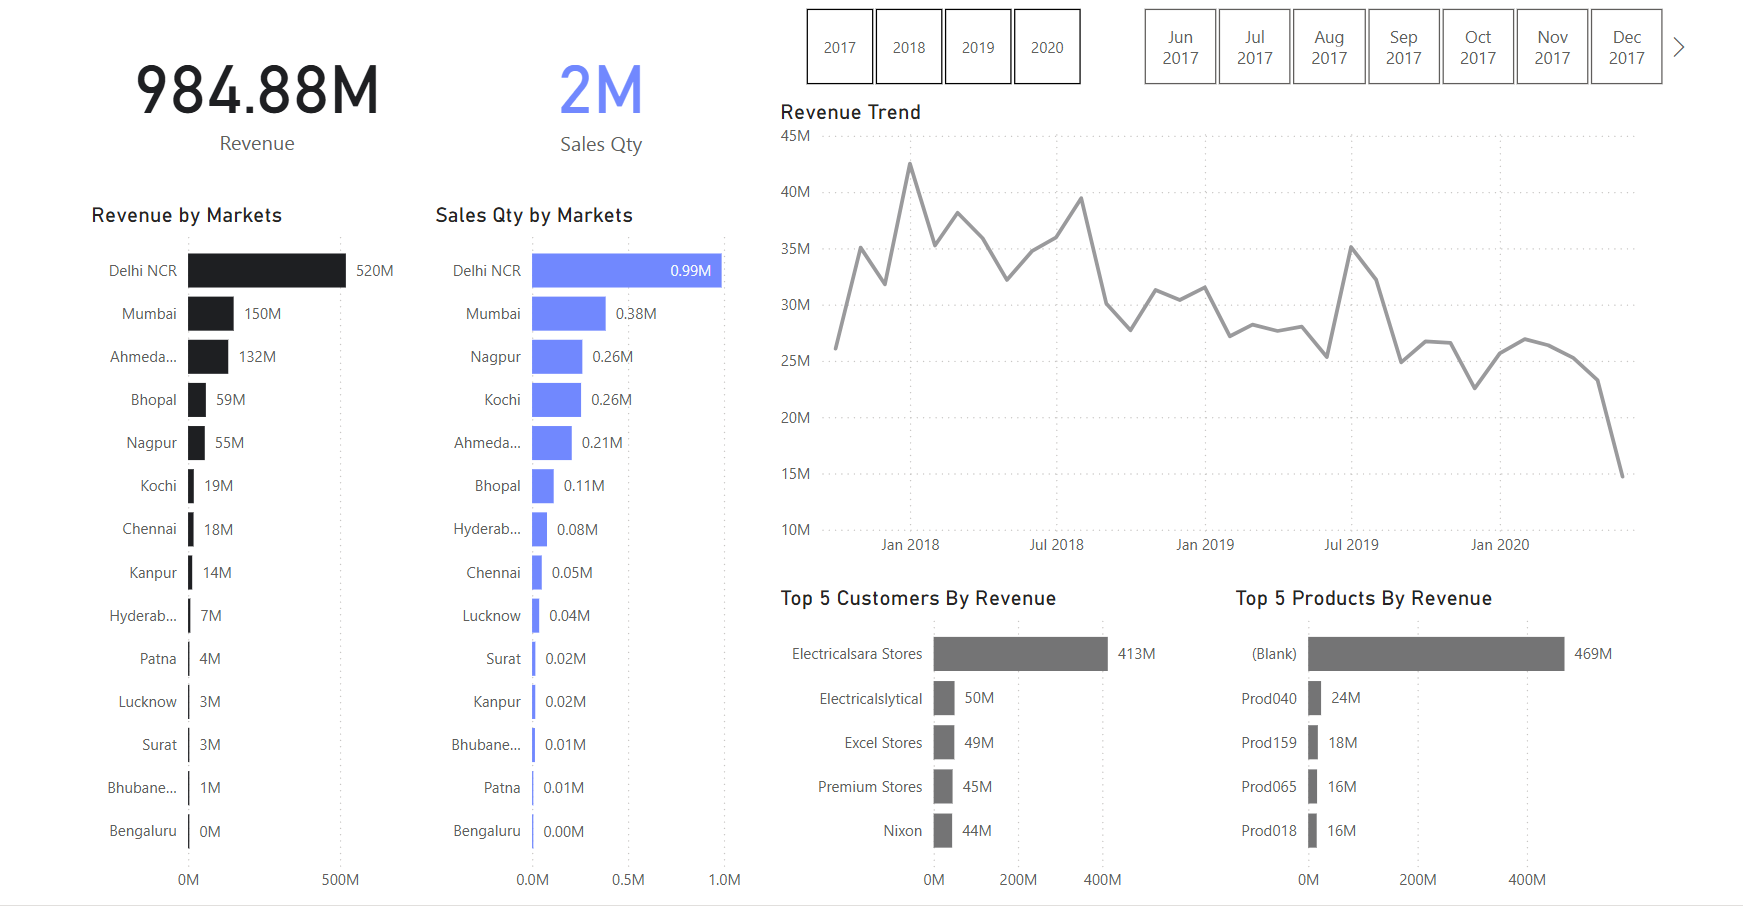 984.88M
Revenue
2M
Sales Qty
2017
2018
2019
2020
Jun
2017
Jul
2017
Aug
2017
Sep
2017
Oct
2017
Nov
2017
Dec
2017
Revenue by Markets
Delhi NCR 520M
Mumbai 150M
Ahmeda... 132M
Bhopal 59M
Nagpur 55M
Kochi 19M
Chennai 18M
Kanpur 14M
Hyderab... 7M
Patna 4M
Lucknow 3M
Surat 3M
Bhubane... 1M
Bengaluru 0M
0M 500M
Sales Qty by Markets
Delhi NCR 0.99M
Mumbai 0.38M
Nagpur 0.26M
Kochi 0.26M
Ahmeda... 0.21M
Bhopal 0.11M
Hyderab... 0.08M
Chennai 0.05M
Lucknow 0.04M
Surat 0.02M
Kanpur 0.02M
Bhubane... 0.01M
Patna 0.01M
Bengaluru 0.00M
0.0M 0.5M 1.0M
Revenue Trend
45M
40M
35M
30M
25M
20M
15M
10M
Jan 2018 Jul 2018 Jan 2019 Jul 2019 Jan 2020
Top 5 Customers By Revenue
Electricalsara Stores 413M
Electricalslytical 50M
Excel Stores 49M
Premium Stores 45M
Nixon 44M
0M 200M 400M
Top 5 Products By Revenue
(Blank) 469M
Prod040 24M
Prod159 18M
Prod065 16M
Prod018 16M
0M 200M 400M